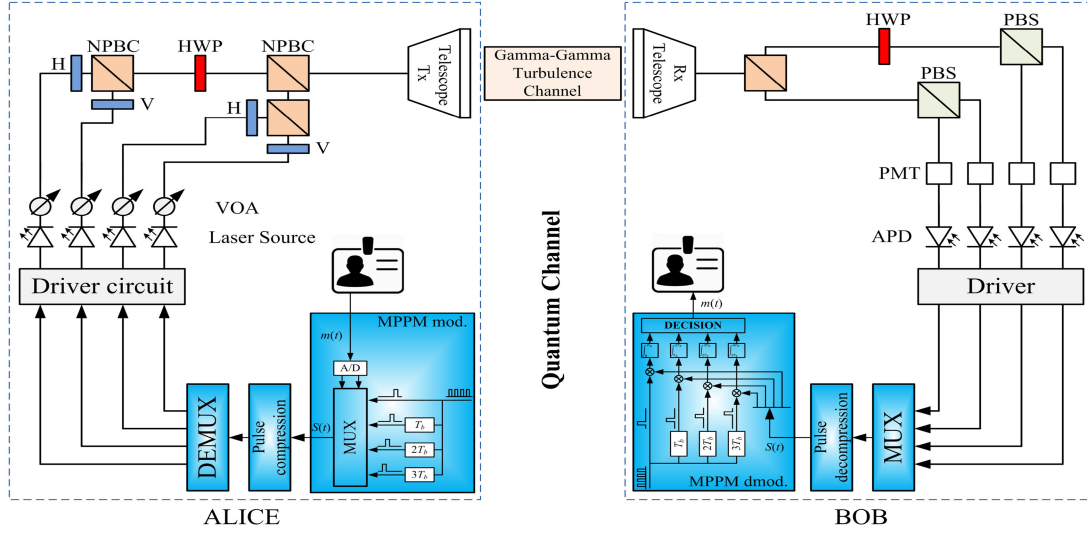 NPBC
HWP
NPBC
H
V
H
V
Telescope
Tx
Gamma-Gamma
Turbulence
Channel
Rx
Telescope
HWP
PBS
PBS
PMT
APD
VOA
Laser Source
Driver circuit
Driver
Quantum Channel
m(t)
MPPM mod.
A/D
MUX
T_b
2T_b
3T_b
S(t)
Pulse
compression
DEMUX
m(t)
DECISION
T_b
2T_b
3T_b
S(t)
MPPM dmod.
Pulse
decompression
MUX
ALICE
BOB